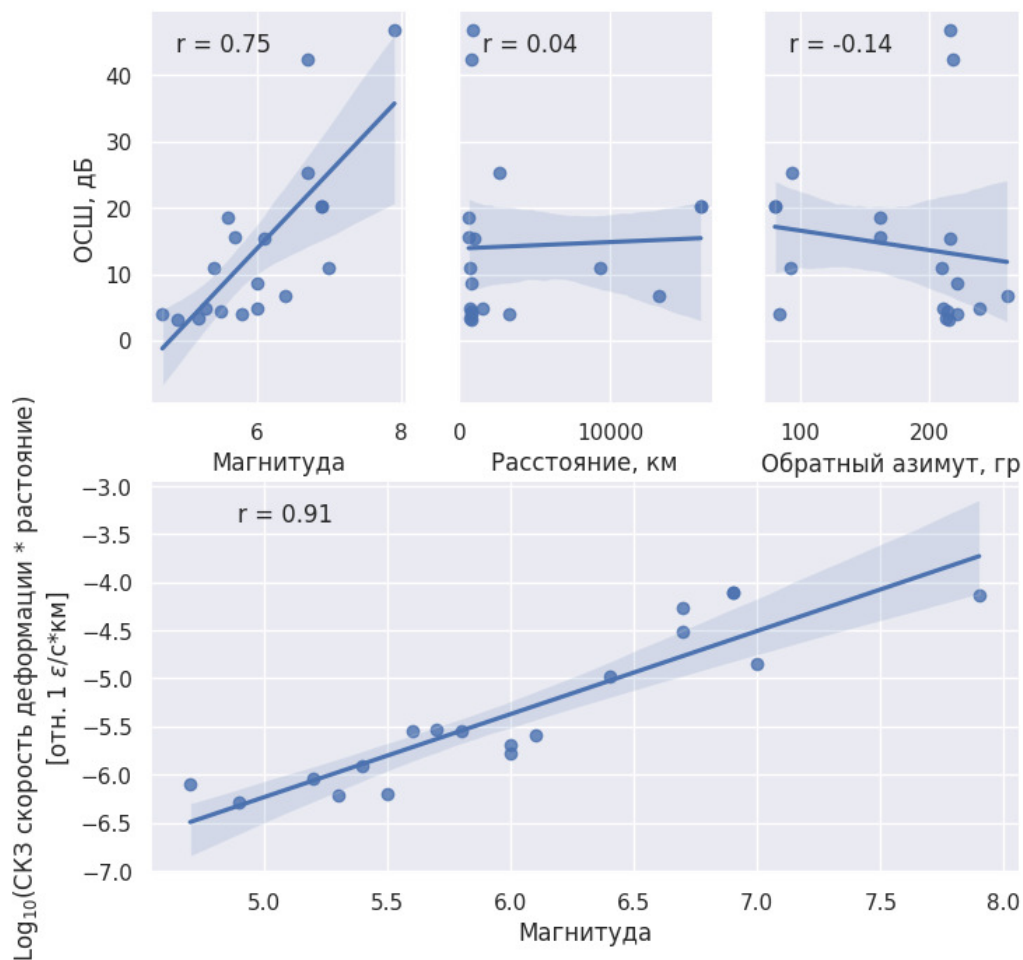 r = 0.75
r = 0.04
r = -0.14
ОСШ, дБ
40
30
20
10
0
6
8
0
10000
100
200
Магнитуда
Расстояние, км
Обратный азимут, гр
r = 0.91
Log₁₀(СКЗ скорость деформации * растояние)
[отн. 1 ε/с*км]
−3.0
−3.5
−4.0
−4.5
−5.0
−5.5
−6.0
−6.5
−7.0
5.0
5.5
6.0
6.5
7.0
7.5
8.0
Магнитуда